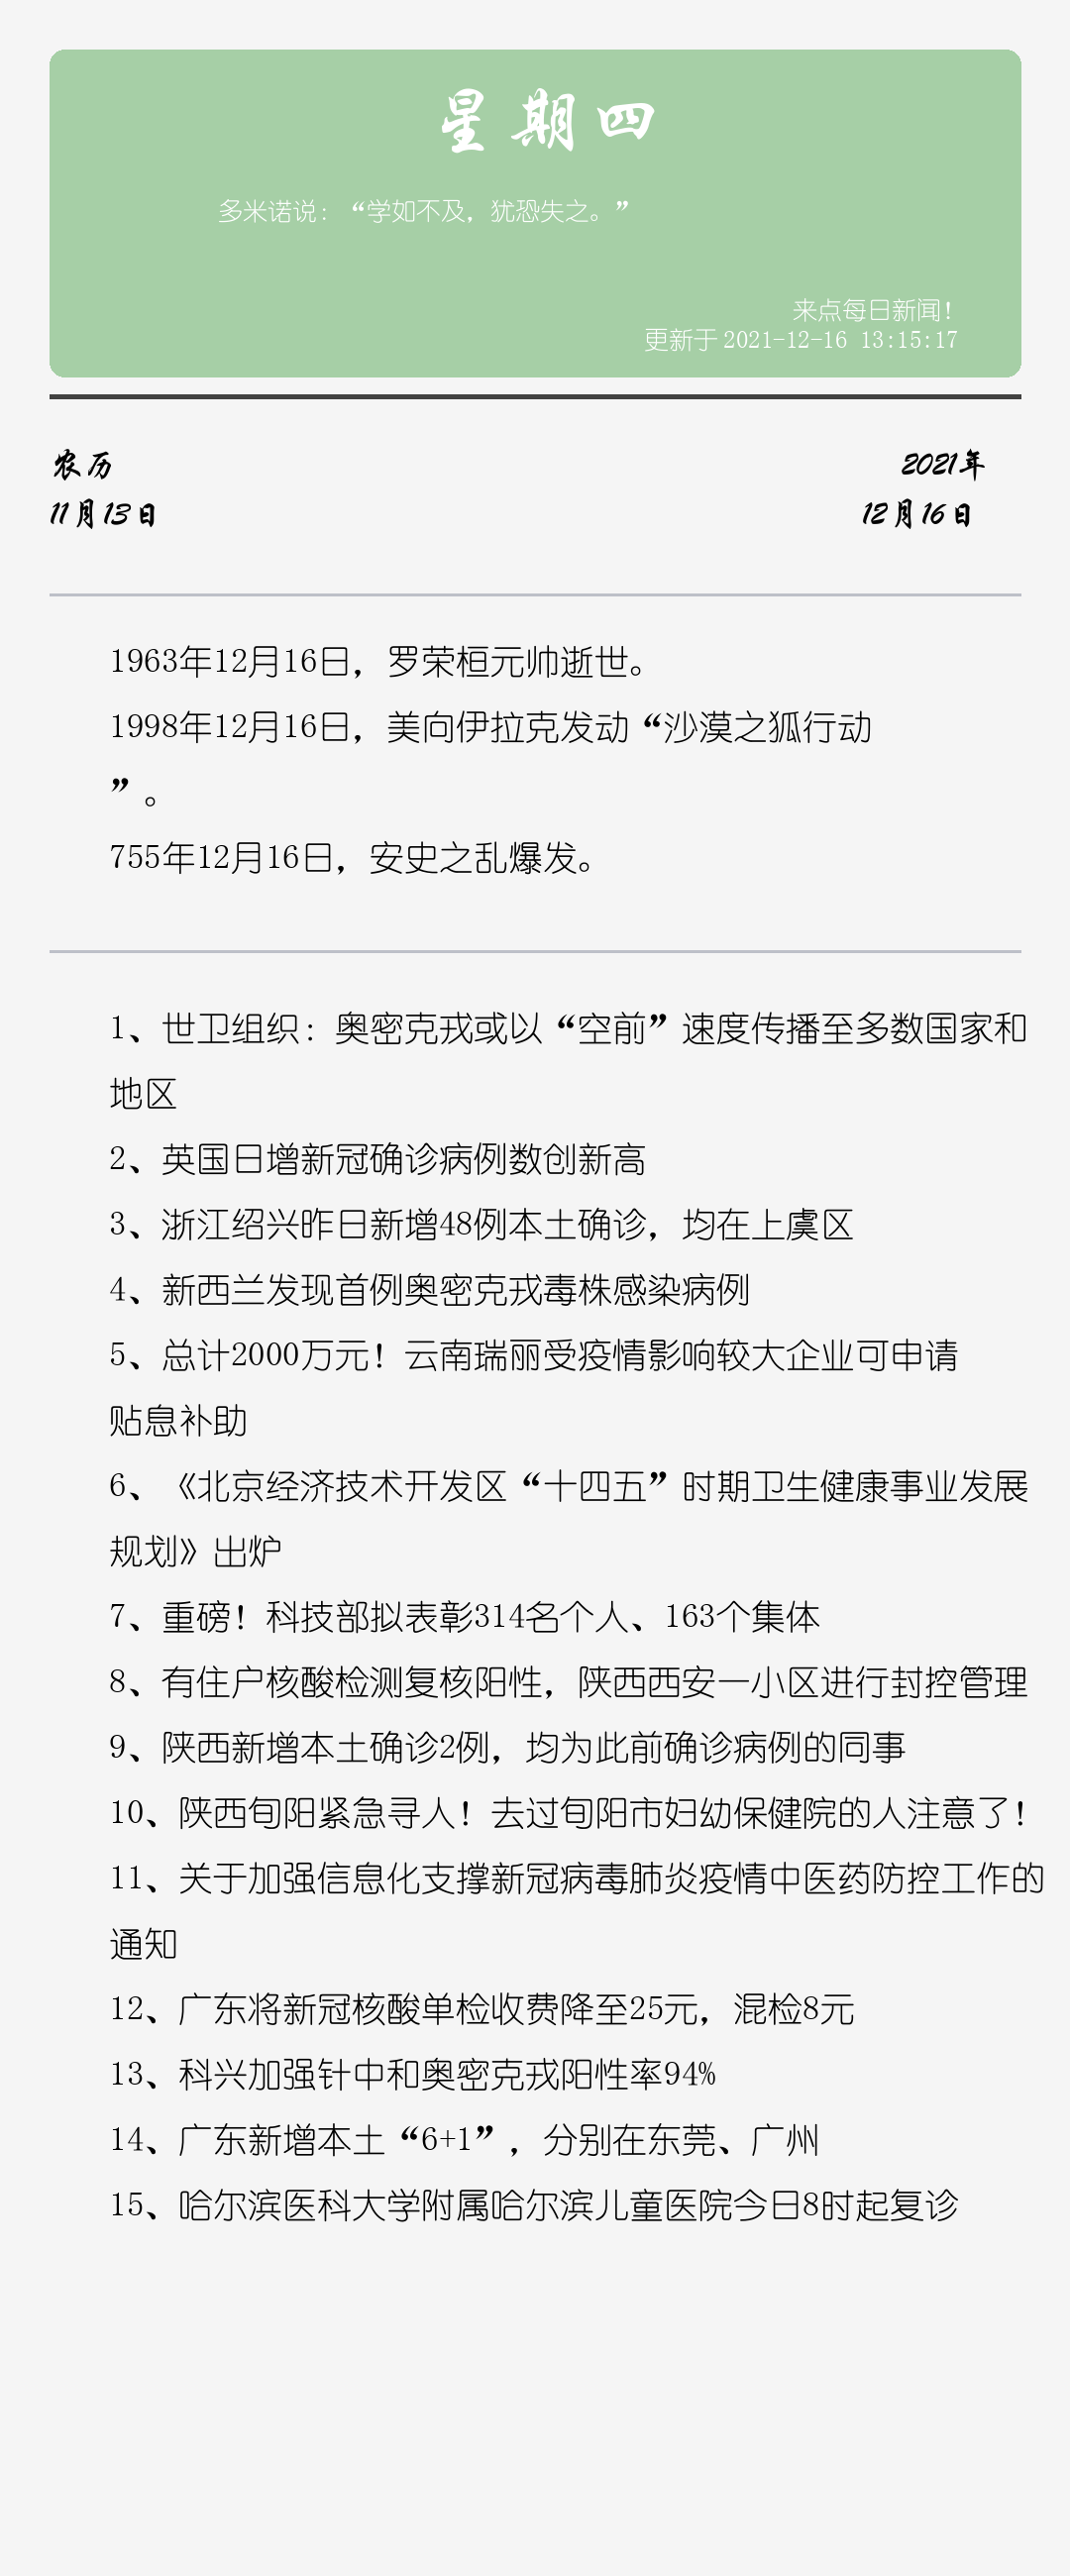 星期四
多米诺说：“学如不及，犹恐失之。”
来点每日新闻！
更新于2021-12-16 13:15:17
农历
2021年
11月13日
12月16日
1963年12月16日，罗荣桓元帅逝世。
1998年12月16日，美向伊拉克发动“沙漠之狐行动
”。
755年12月16日，安史之乱爆发。
1、世卫组织：奥密克戎或以“空前”速度传播至多数国家和
地区
2、英国日增新冠确诊病例数创新高
3、浙江绍兴昨日新增48例本土确诊，均在上虞区
4、新西兰发现首例奥密克戎毒株感染病例
5、总计2000万元！云南瑞丽受疫情影响较大企业可申请
贴息补助
6、《北京经济技术开发区“十四五”时期卫生健康事业发展
规划》出炉
7、重磅！科技部拟表彰314名个人、163个集体
8、有住户核酸检测复核阳性，陕西西安一小区进行封控管理
9、陕西新增本土确诊2例，均为此前确诊病例的同事
10、陕西旬阳紧急寻人！去过旬阳市妇幼保健院的人注意了！
11、关于加强信息化支撑新冠病毒肺炎疫情中医药防控工作的
通知
12、广东将新冠核酸单检收费降至25元，混检8元
13、科兴加强针中和奥密克戎阳性率94%
14、广东新增本土“6+1”，分别在东莞、广州
15、哈尔滨医科大学附属哈尔滨儿童医院今日8时起复诊